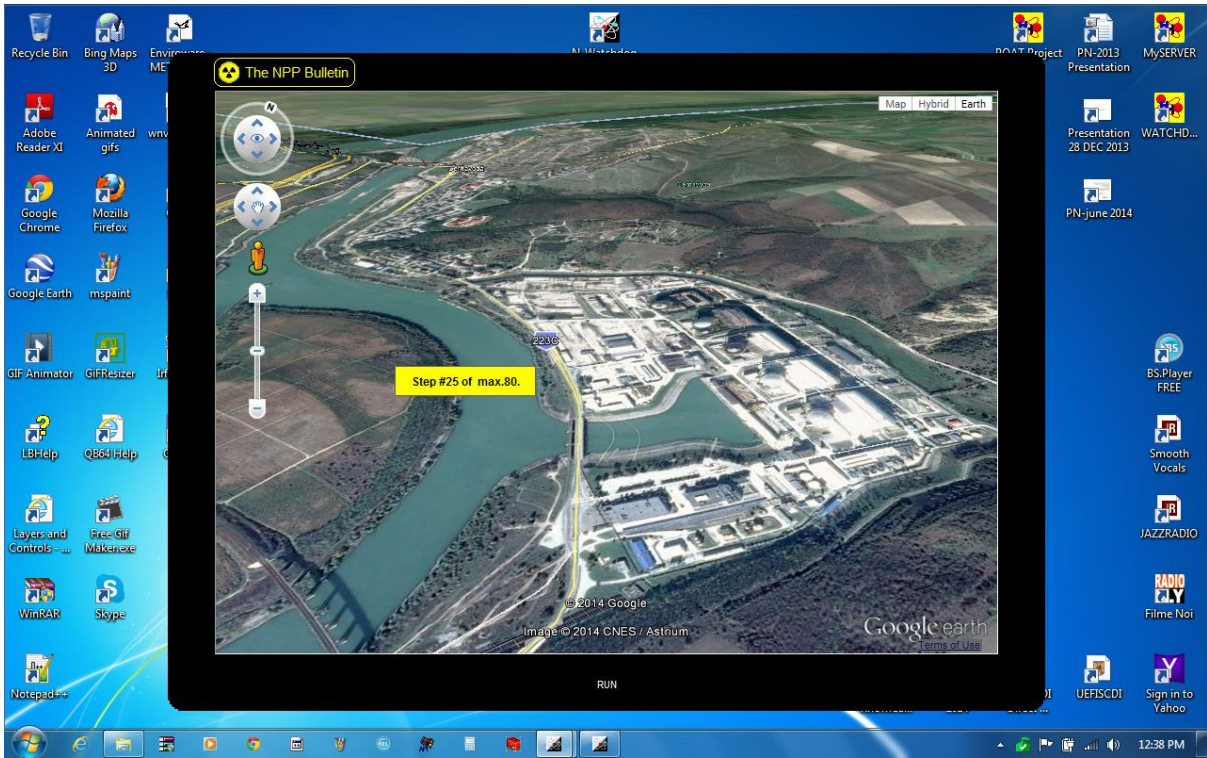 Recycle Bin
Bing Maps
3D
Enviroware
N-Watchdog
Project
PN-2013
Presentation
MySERVER
The NPP Bulletin
Map
Hybrid
Earth
N
Adobe
Reader XI
Animated
gifs
Presentation
28 DEC 2013
WATCHD...
Google
Chrome
Mozilla
Firefox
PN-june 2014
Google Earth
mspaint
223C
Step #25 of max.80.
GIF Animator
GiFResizer
BS.Player
FREE
LBHelp
QB64 Help
Smooth
Vocals
Layers and
Controls - ...
Free Gif
Maker.exe
JAZZRADIO
WinRAR
Skype
RADIO
Filme Noi
© 2014 Google
Image © 2014 CNES / Astrium
Google earth
Terms of Use
Notepad++
RUN
UEFISCDI
Sign in to
Yahoo
12:38 PM